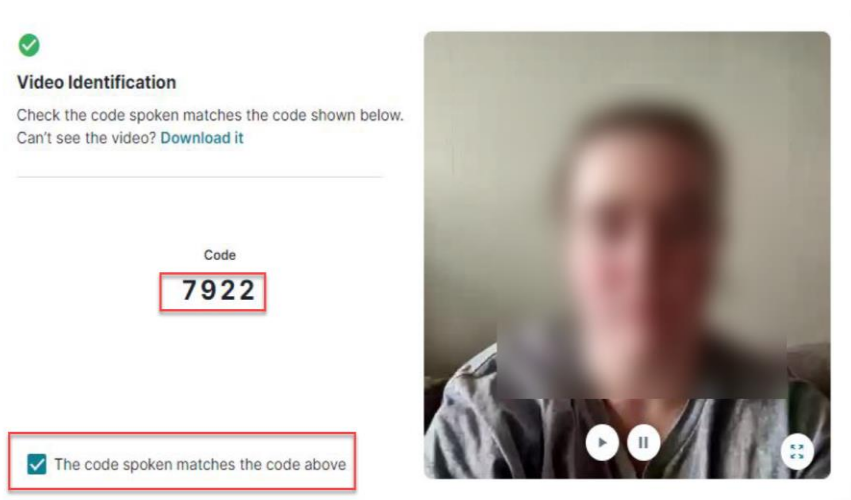 Video Identification
Check the code spoken matches the code shown below.
Can't see the video? Download it
Code
7922
The code spoken matches the code above